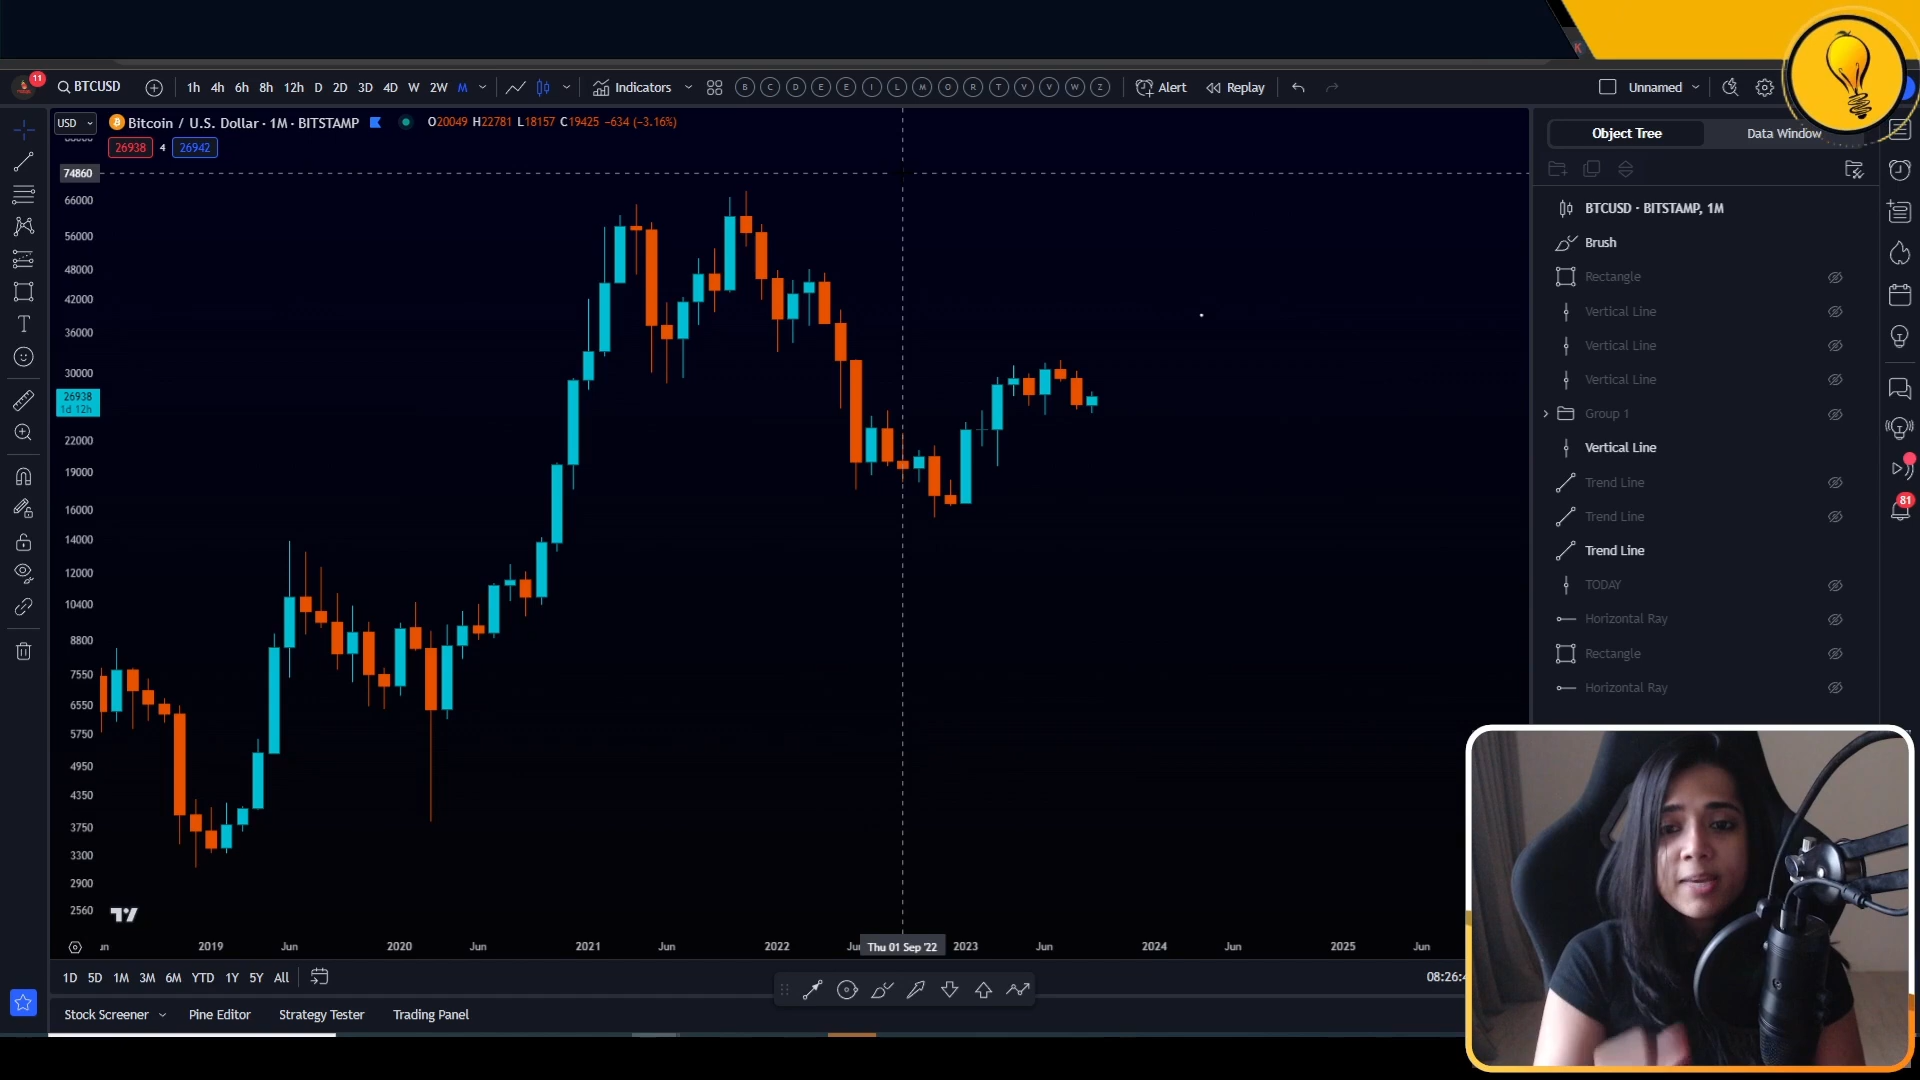 K
11
BTCUSD
1h 4h 6h 8h 12h D 2D 3D 4D W 2W M
Indicators
B C D E E I L M O R T V V W Z
Alert
Replay
Unnamed
USD
Bitcoin / U.S. Dollar · 1M · BITSTAMP
O20049 H22781 L18157 C19425 −634 (−3.16%)
26938 4 26942
74860
66000
56000
48000
42000
36000
30000
26938
1d 12h
22000
19000
16000
14000
12000
10400
8800
7550
6550
5750
4950
4350
3750
3300
2900
2560
2019 Jun 2020 Jun 2021 Jun 2022 Thu 01 Sep '22 2023 Jun 2024 Jun 2025 Jun
1D 5D 1M 3M 6M YTD 1Y 5Y All
Stock Screener Pine Editor Strategy Tester Trading Panel
Object Tree Data Window
BTCUSD · BITSTAMP, 1M
Brush
Rectangle
Vertical Line
Vertical Line
Vertical Line
Group 1
Vertical Line
Trend Line
Trend Line
Trend Line
TODAY
Horizontal Ray
Rectangle
Horizontal Ray
81